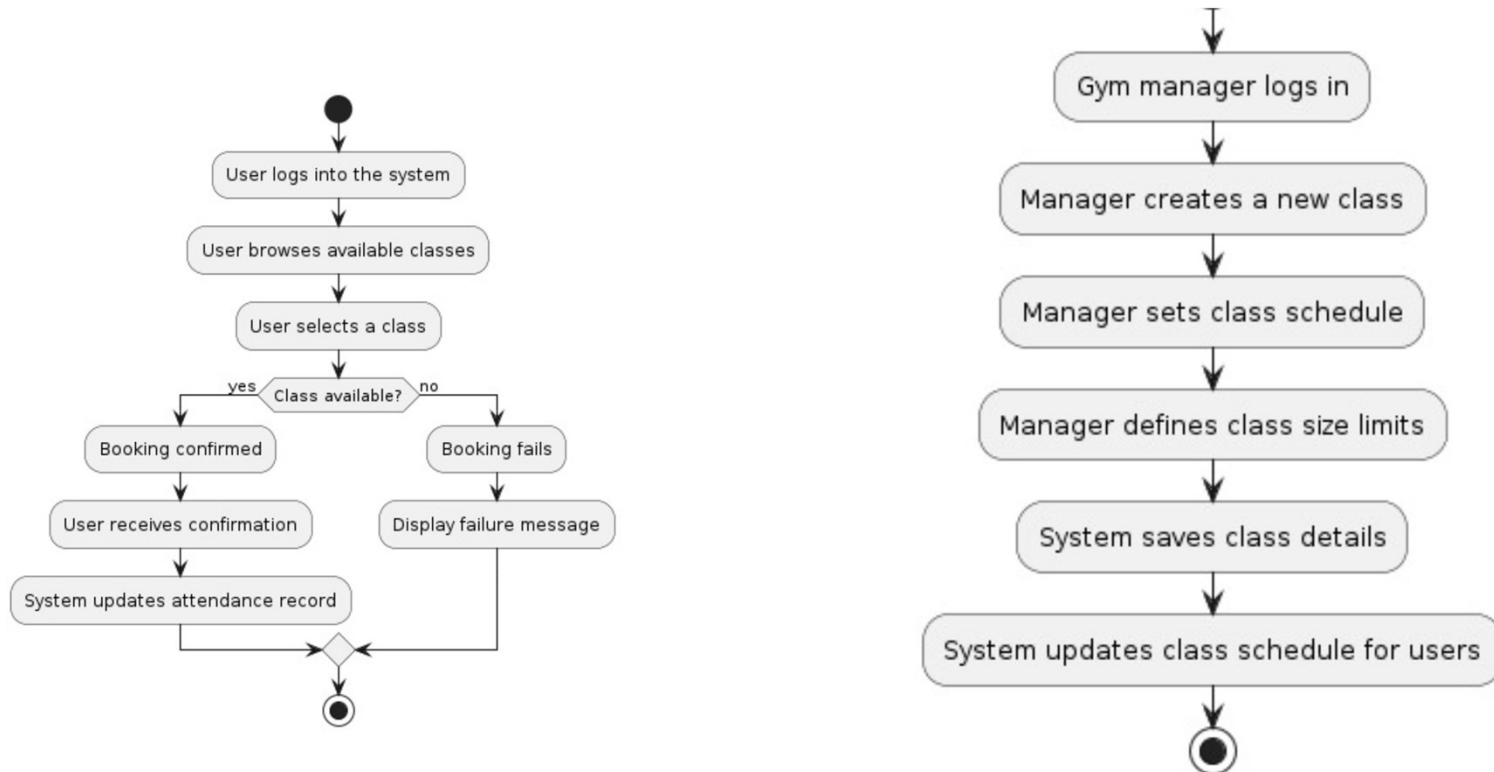 User logs into the system
User browses available classes
User selects a class
yes
Class available?
no
Booking confirmed
Booking fails
User receives confirmation
Display failure message
System updates attendance record
Gym manager logs in
Manager creates a new class
Manager sets class schedule
Manager defines class size limits
System saves class details
System updates class schedule for users